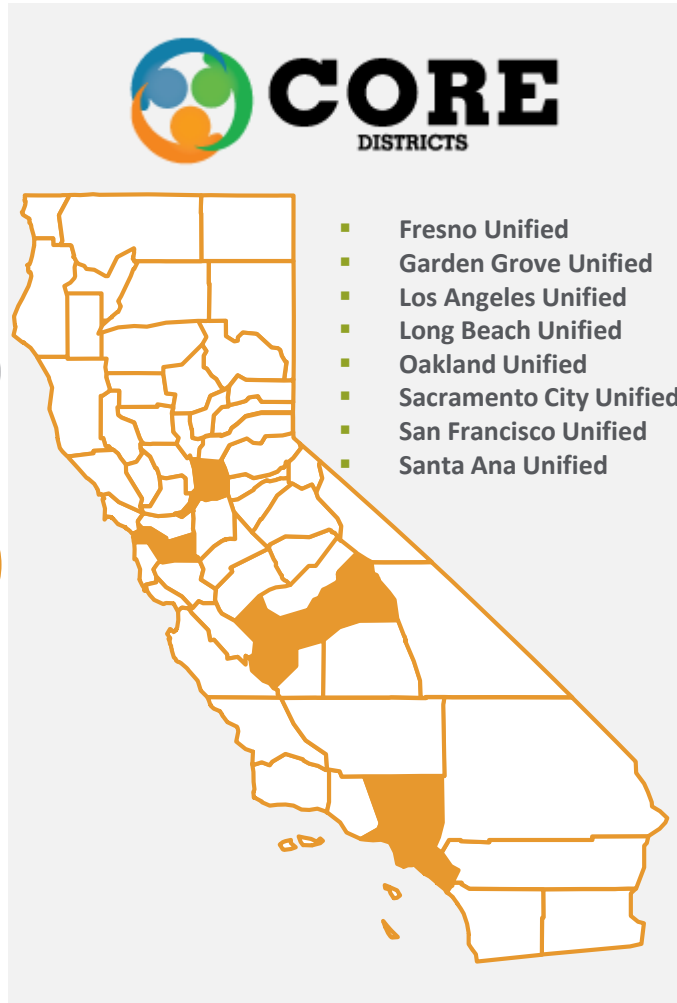 CORE
DISTRICTS
▪ Fresno Unified
▪ Garden Grove Unified
▪ Los Angeles Unified
▪ Long Beach Unified
▪ Oakland Unified
▪ Sacramento City Unified
▪ San Francisco Unified
▪ Santa Ana Unified